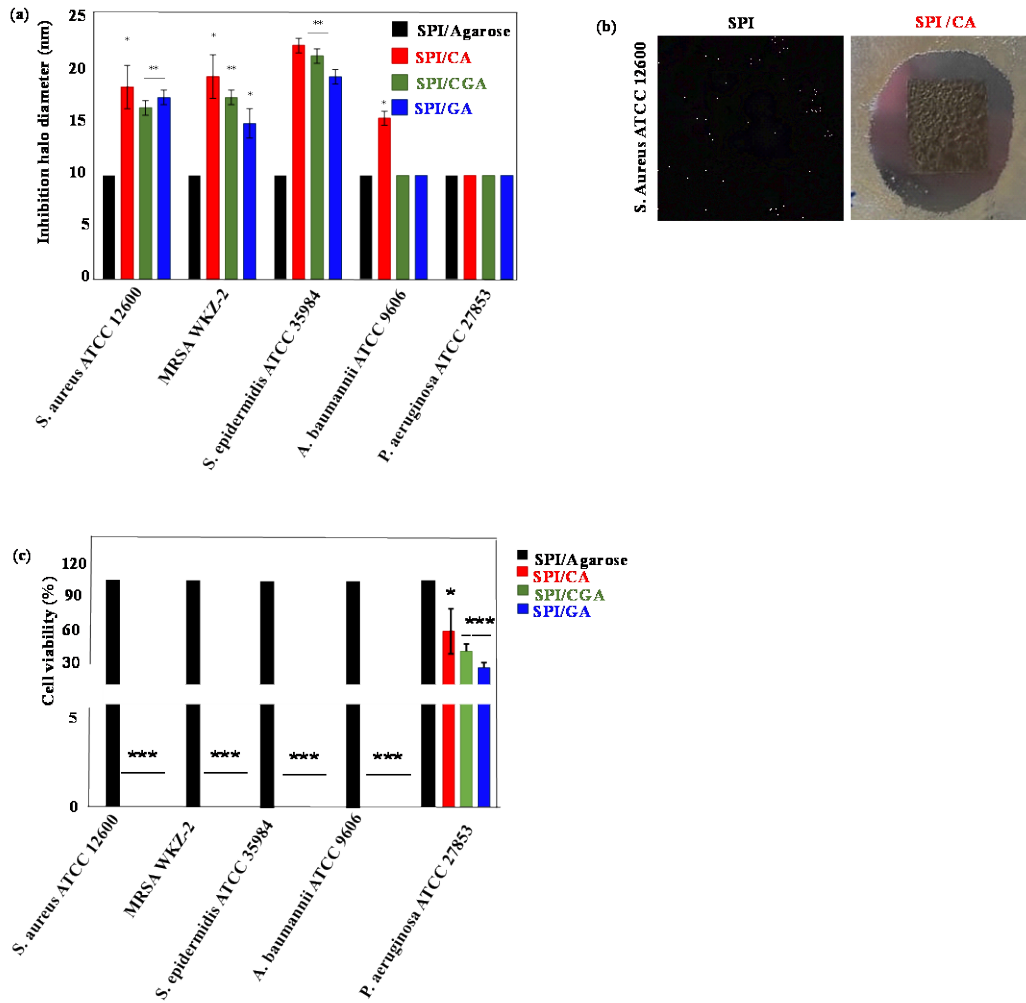 (a)
Inhibition halo diameter (nm)
25
20
15
10
5
0
*
**
*
**
*
**
*
SPI/Agarose
SPI/CA
SPI/CGA
SPI/GA
S. aureus ATCC 12600
MRSA WKZ-2
S. epidermidis ATCC 35984
A. baumannii ATCC 9606
P. aeruginosa ATCC 27853
(b)
SPI
SPI/CA
S. Aureus ATCC 12600
(c)
Cell viability (%)
120
90
60
30
5
0
***
***
***
***
*
***
SPI/Agarose
SPI/CA
SPI/CGA
SPI/GA
S. aureus ATCC 12600
MRSA WKZ-2
S. epidermidis ATCC 35984
A. baumannii ATCC 9606
P. aeruginosa ATCC 27853